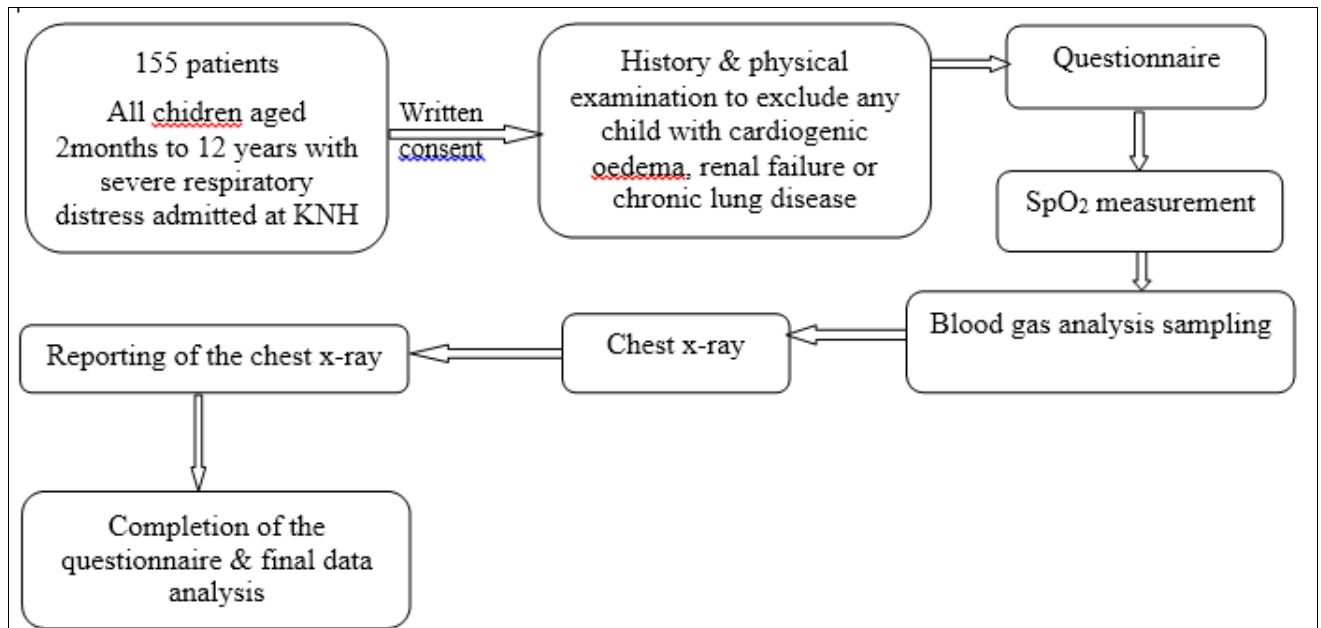 155 patients
All chidren aged
2months to 12 years with
severe respiratory
distress admitted at KNH
Written
consent
History & physical
examination to exclude any
child with cardiogenic
oedema, renal failure or
chronic lung disease
Questionnaire
SpO2 measurement
Blood gas analysis sampling
Chest x-ray
Reporting of the chest x-ray
Completion of the
questionnaire & final data
analysis